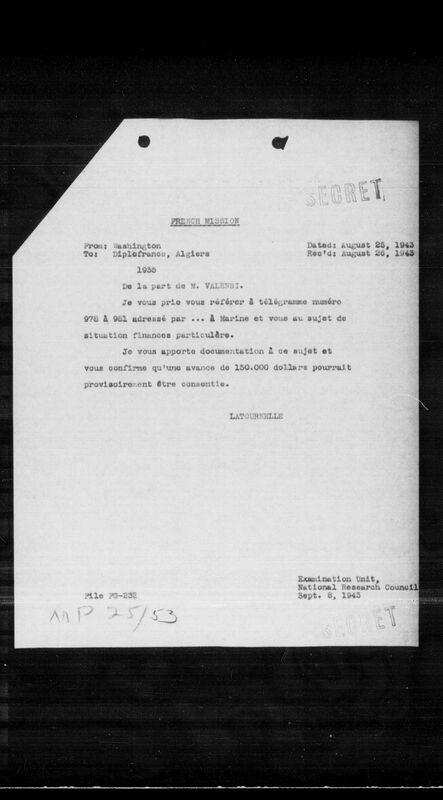 SECRET
FRENCH MISSION
From: Washington
To: Diplofrance, Algiers
Dated: August 25, 1943
Rec'd: August 26, 1943
1935
De la part de M. VALENSI.
Je vous prie vous référer à télégramme numéro
978 à 981 adressé par ... à Marine et vous au sujet de
situation finances particulère.
Je vous apporte documentation à ce sujet et
vous confirme qu'une avance de 150.000 dollars pourrait
provisoirement être consentie.
LATOURNELLE
Examination Unit,
National Research Council
Sept. 6, 1943
File FG-232
MP 25/53
SECRET